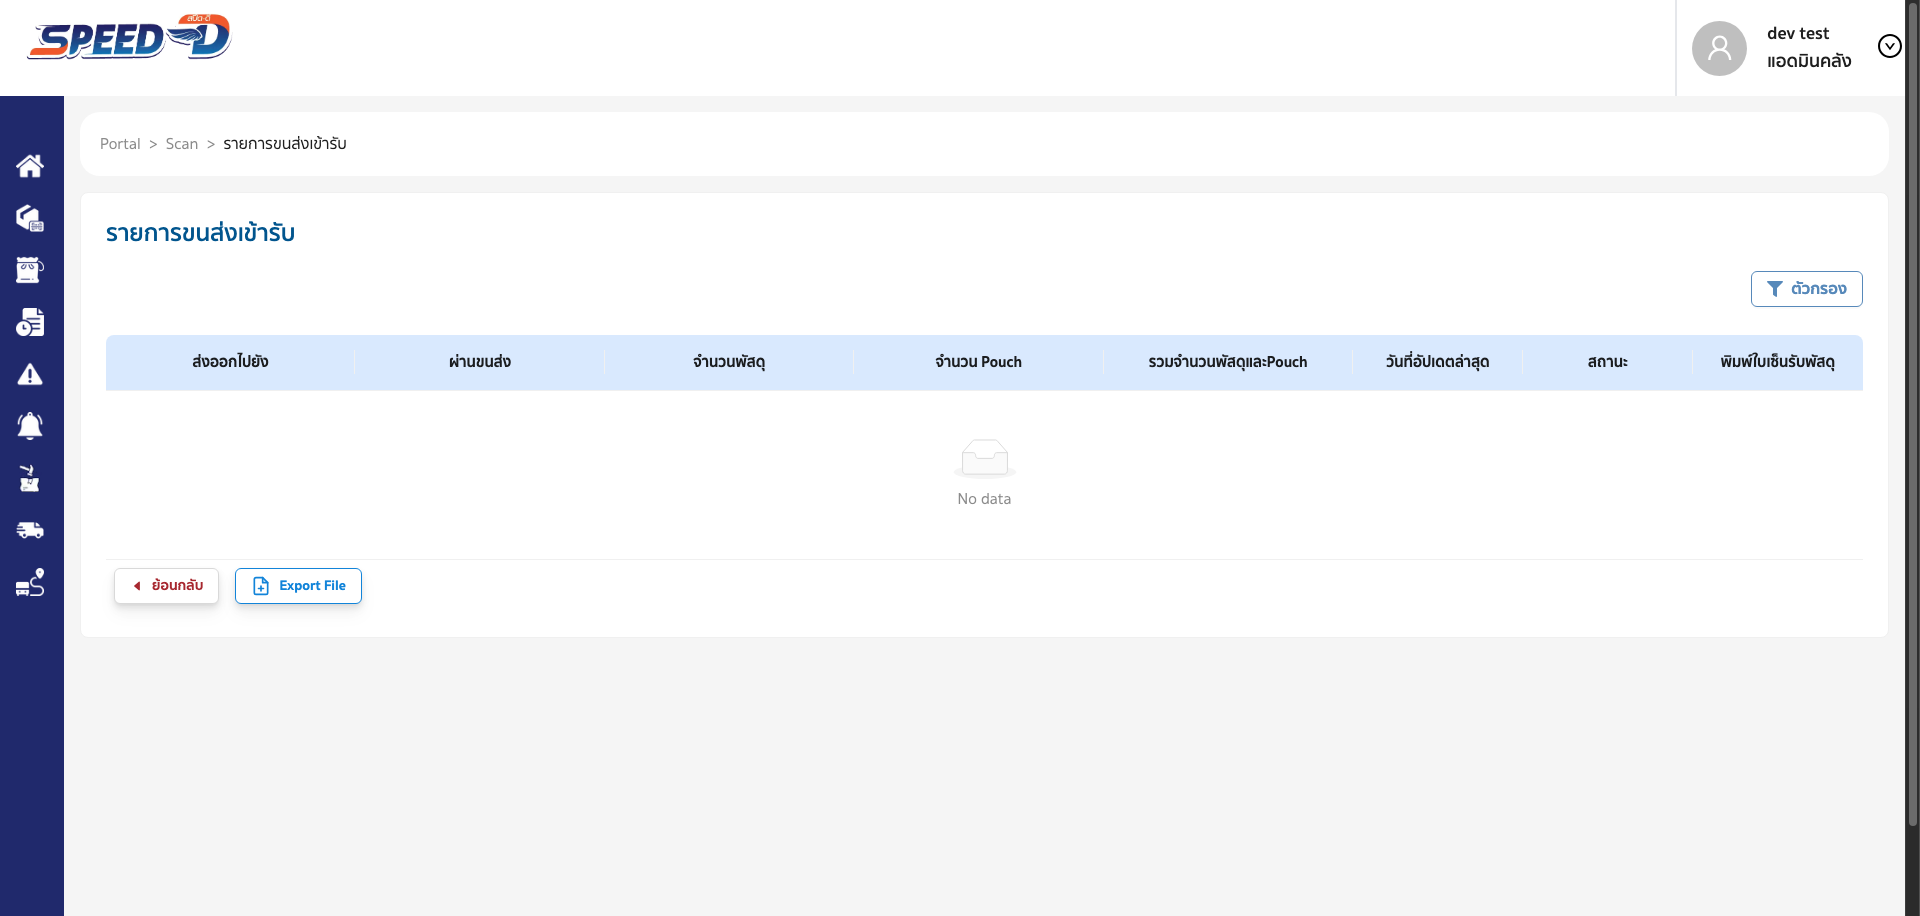 SPEED-D สปีด-ดี
dev test
แอดมินคลัง
Portal > Scan > รายการขนส่งเข้ารับ
รายการขนส่งเข้ารับ
ตัวกรอง
ส่งออกไปยัง ผ่านขนส่ง จำนวนพัสดุ จำนวน Pouch รวมจำนวนพัสดุและPouch วันที่อัปเดตล่าสุด สถานะ พิมพ์ใบเซ็นรับพัสดุ
No data
ย้อนกลับ Export File